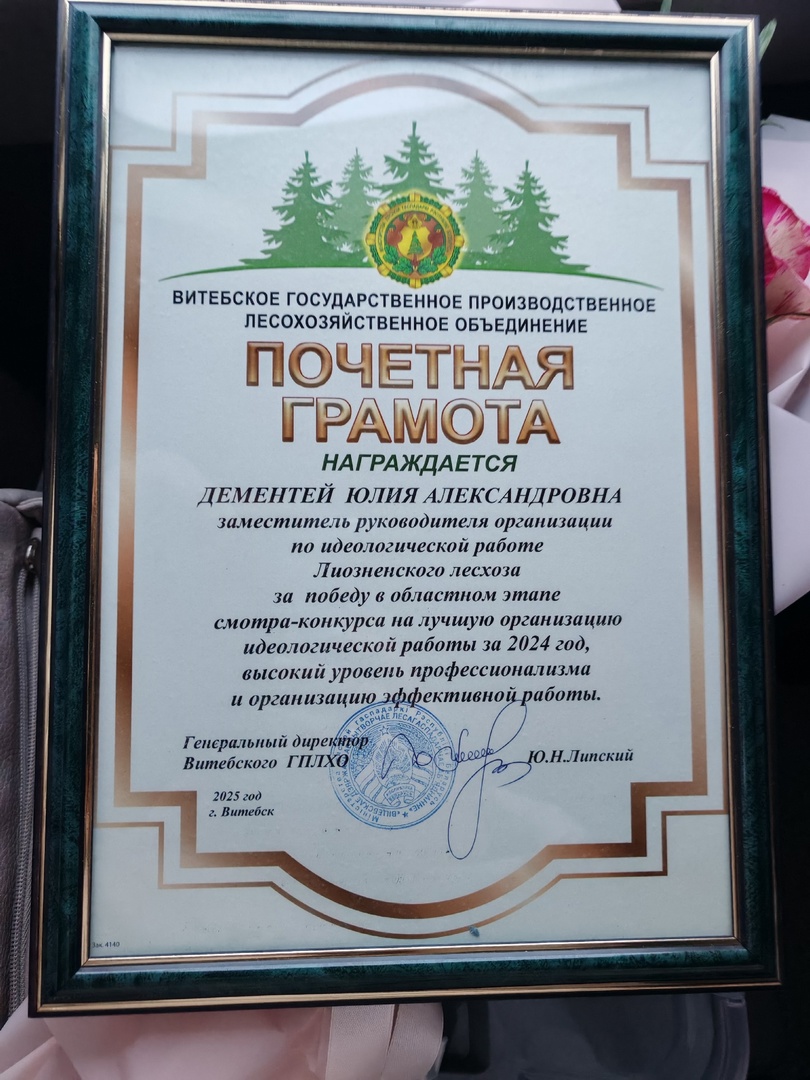 ВИТЕБСКОЕ ГОСУДАРСТВЕННОЕ ПРОИЗВОДСТВЕННОЕ
ЛЕСОХОЗЯЙСТВЕННОЕ ОБЪЕДИНЕНИЕ
ПОЧЕТНАЯ
ГРАМОТА
НАГРАЖДАЕТСЯ
ДЕМЕНТЕЙ ЮЛИЯ АЛЕКСАНДРОВНА
заместитель руководителя организации
по идеологической работе
Лиозненского лесхоза
за победу в областном этапе
смотра-конкурса на лучшую организацию
идеологической работы за 2024 год,
высокий уровень профессионализма
и организацию эффективной работы.
Генеральный директор
Витебского ГПЛХО Ю.Н.Липский
2025 год
г. Витебск
Зак. 4140